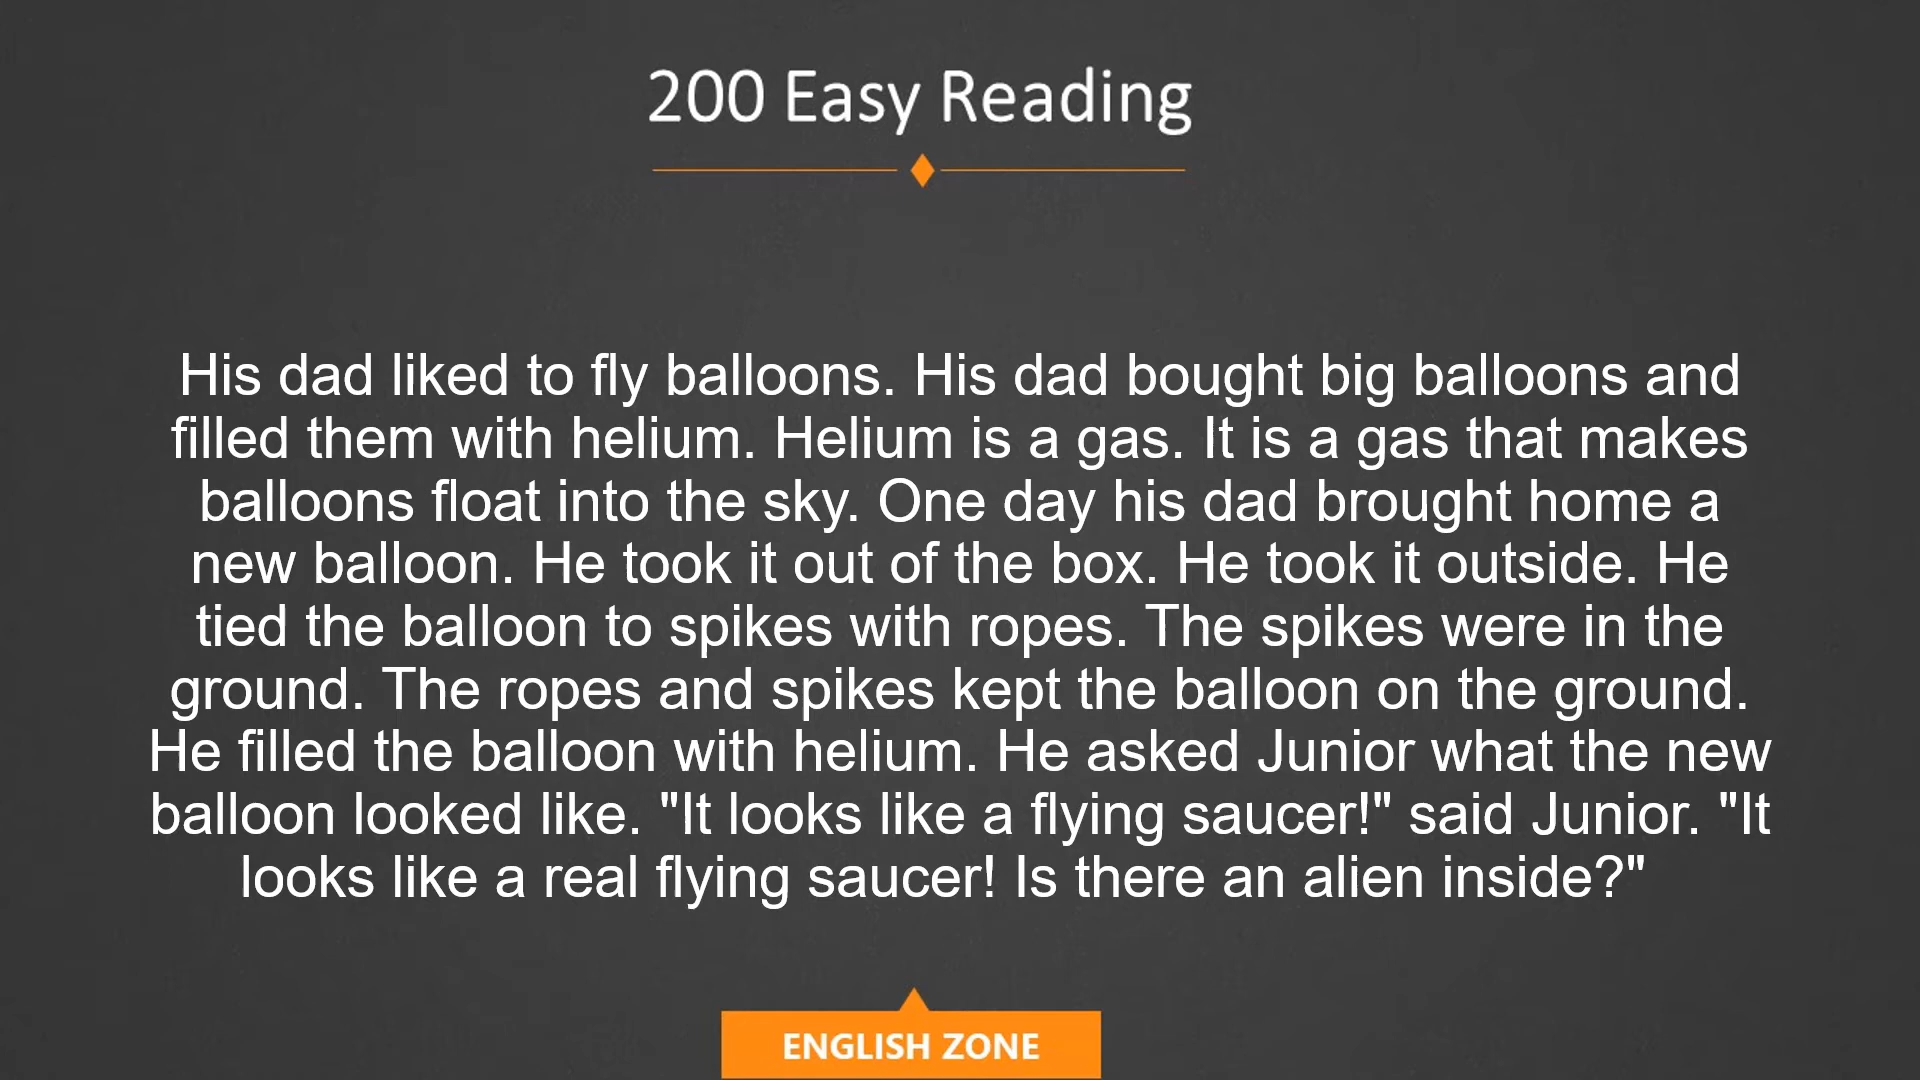 200 Easy Reading
His dad liked to fly balloons. His dad bought big balloons and
filled them with helium. Helium is a gas. It is a gas that makes
balloons float into the sky. One day his dad brought home a
new balloon. He took it out of the box. He took it outside. He
tied the balloon to spikes with ropes. The spikes were in the
ground. The ropes and spikes kept the balloon on the ground.
He filled the balloon with helium. He asked Junior what the new
balloon looked like. "It looks like a flying saucer!" said Junior. "It
looks like a real flying saucer! Is there an alien inside?"
ENGLISH ZONE